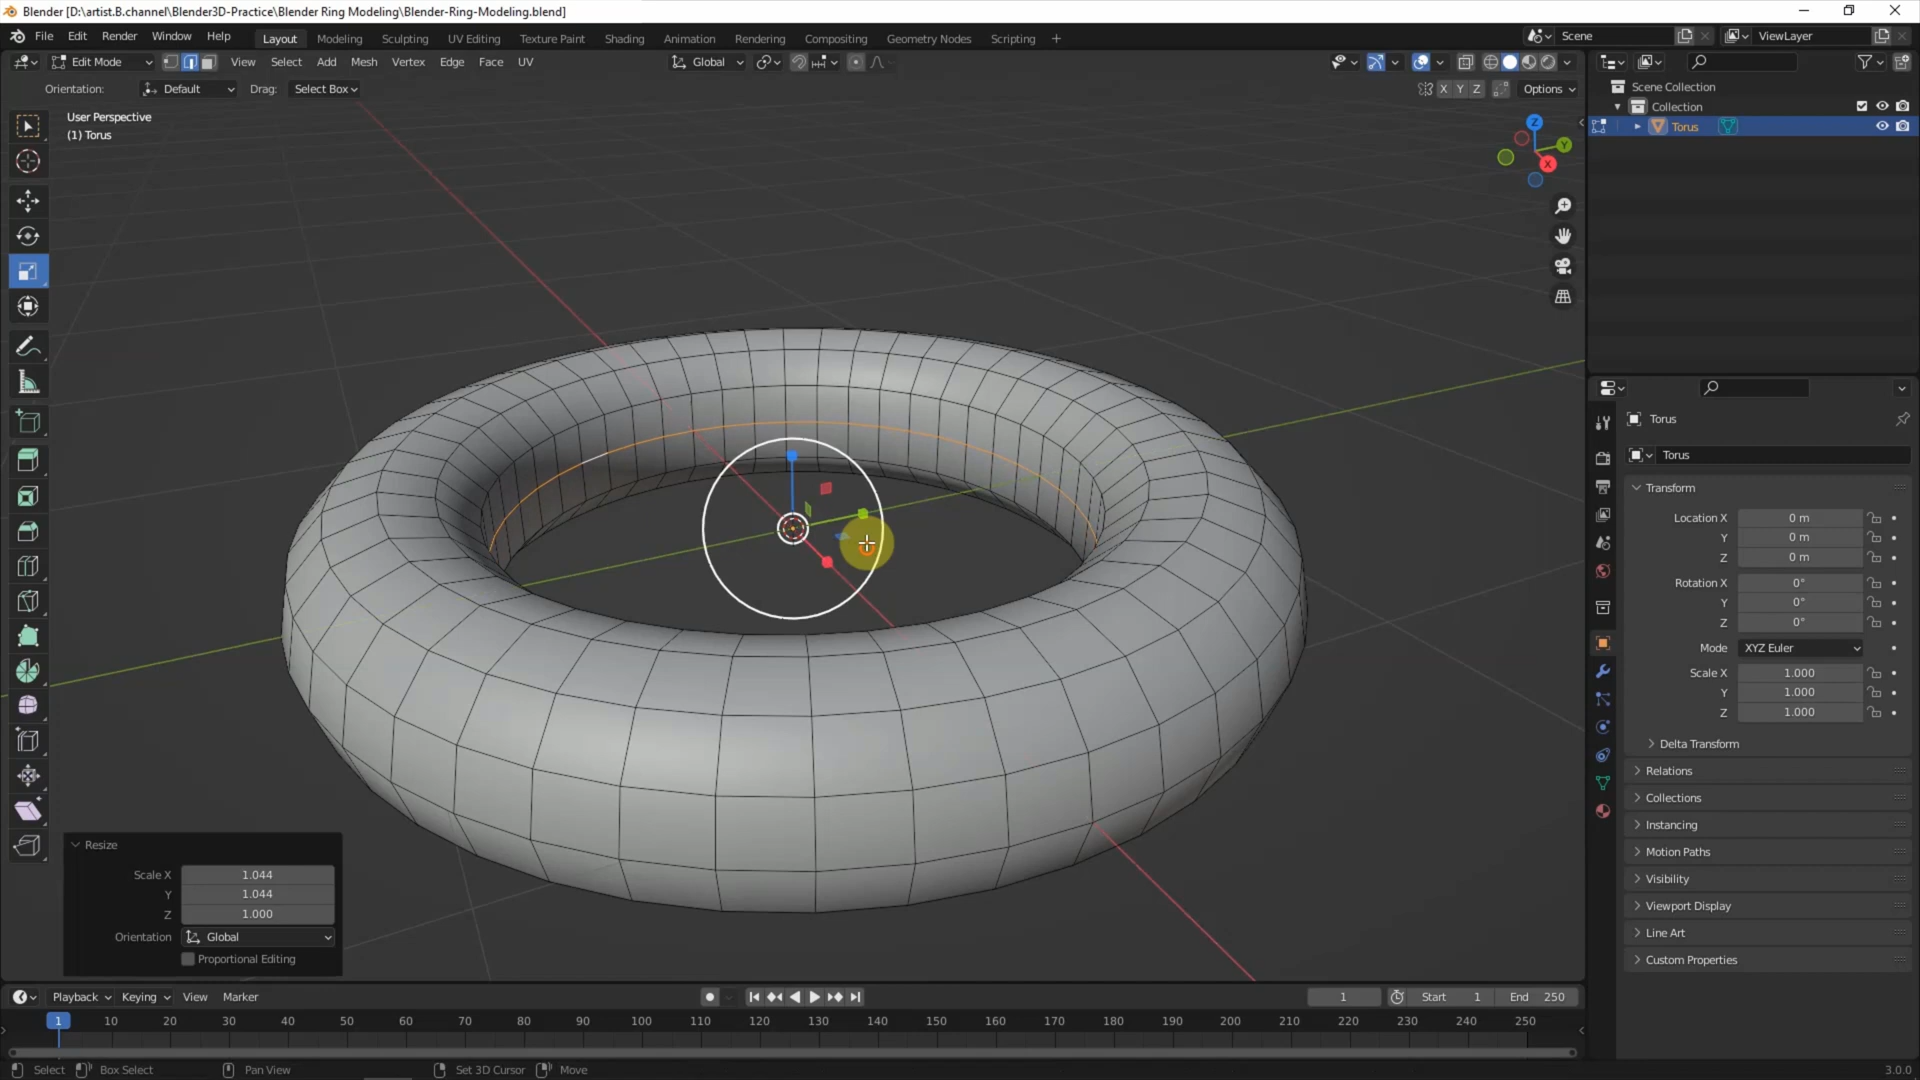 Blender [D:\artist.B.channel\Blender3D-Practice\Blender Ring Modeling\Blender-Ring-Modeling.blend]
File Edit Render Window Help Layout Modeling Sculpting UV Editing Texture Paint Shading Animation Rendering Compositing Geometry Nodes Scripting + Scene ViewLayer
Edit Mode View Select Add Mesh Vertex Edge Face UV Global
Orientation: Default Drag: Select Box X Y Z Options
User Perspective
(1) Torus
Z
Y
X
Scene Collection
Collection
Torus
Torus
Torus
Transform
Location X 0 m
Y 0 m
Z 0 m
Rotation X 0°
Y 0°
Z 0°
Mode XYZ Euler
Scale X 1.000
Y 1.000
Z 1.000
Delta Transform
Relations
Collections
Instancing
Motion Paths
Visibility
Viewport Display
Line Art
Custom Properties
Resize
Scale X 1.044
Y 1.044
Z 1.000
Orientation Global
Proportional Editing
Playback Keying View Marker 1 Start 1 End 250
1 10 20 30 40 50 60 70 80 90 100 110 120 130 140 150 160 170 180 190 200 210 220 230 240 250
Select Box Select Pan View Set 3D Cursor Move 3.0.0